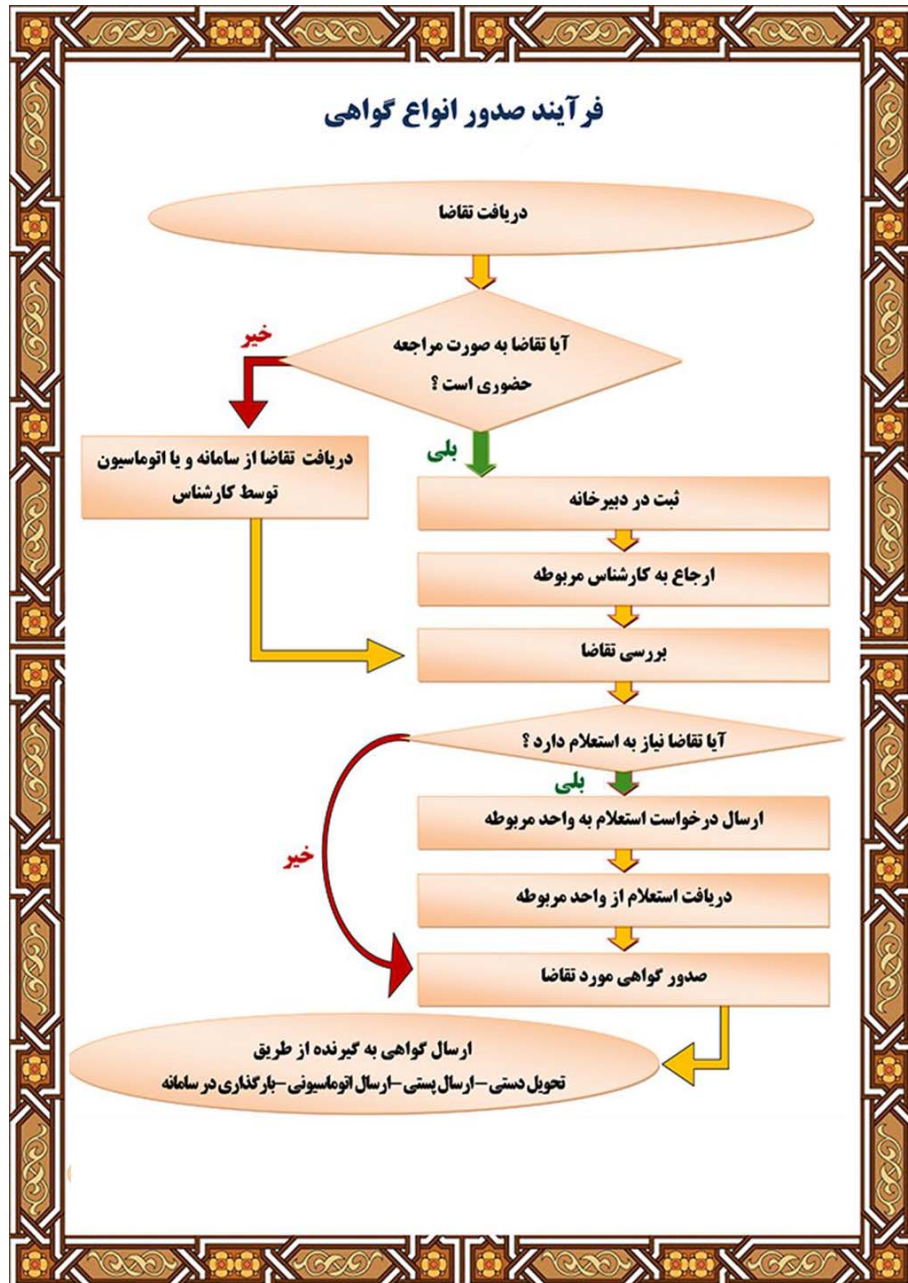 فرآیند صدور انواع گواهی
دریافت تقاضا
آیا تقاضا به صورت مراجعه
حضوری است ؟
خیر
بلی
دریافت تقاضا از سامانه و یا اتوماسیون
توسط کارشناس
ثبت در دبیرخانه
ارجاع به کارشناس مربوطه
بررسی تقاضا
آیا تقاضا نیاز به استعلام دارد ؟
بلی
خیر
ارسال درخواست استعلام به واحد مربوطه
دریافت استعلام از واحد مربوطه
صدور گواهی مورد تقاضا
ارسال گواهی به گیرنده از طریق
تحویل دستی-ارسال پستی-ارسال اتوماسیونی-بارگذاری در سامانه